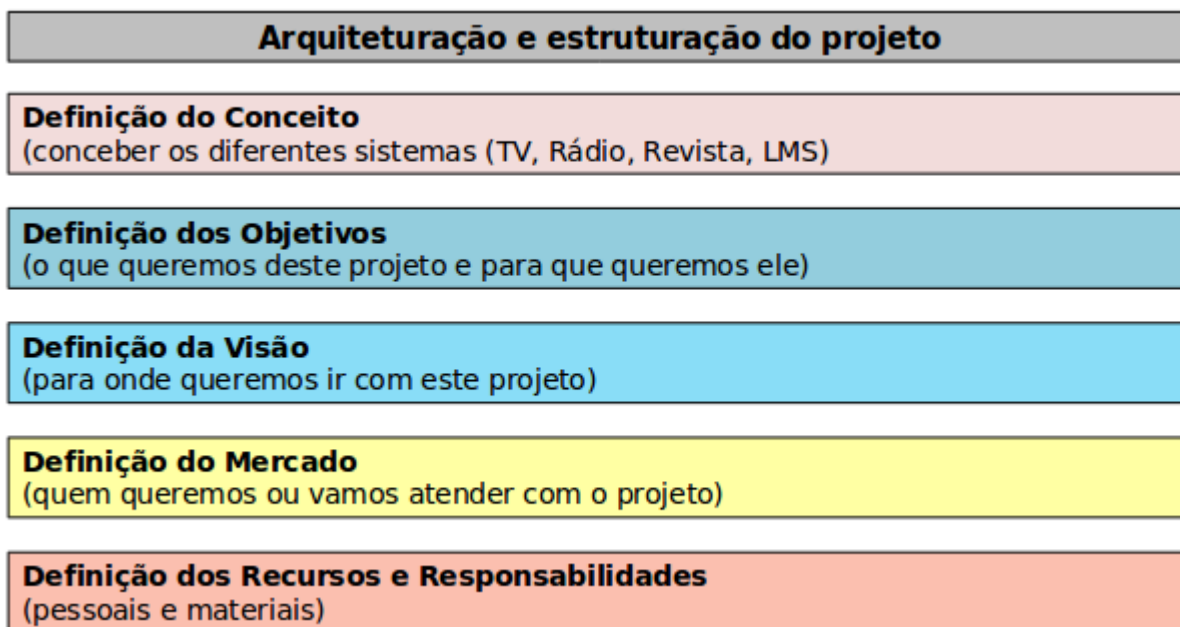 Arquiteturação e estruturação do projeto
Definição do Conceito
(conceber os diferentes sistemas (TV, Rádio, Revista, LMS)
Definição dos Objetivos
(o que queremos deste projeto e para que queremos ele)
Definição da Visão
(para onde queremos ir com este projeto)
Definição do Mercado
(quem queremos ou vamos atender com o projeto)
Definição dos Recursos e Responsabilidades
(pessoais e materiais)